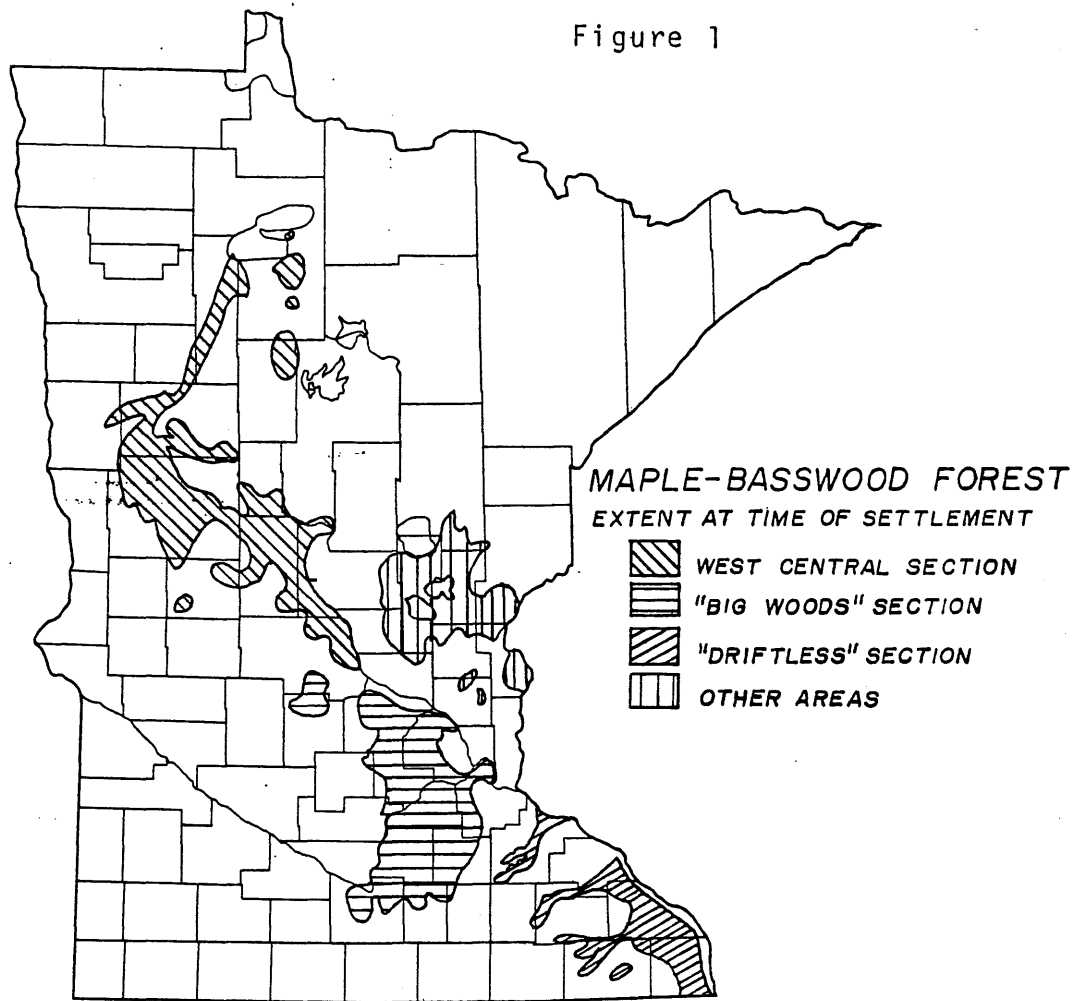 Figure 1
MAPLE-BASSWOOD FOREST
EXTENT AT TIME OF SETTLEMENT
WEST CENTRAL SECTION
"BIG WOODS" SECTION
"DRIFTLESS" SECTION
OTHER AREAS